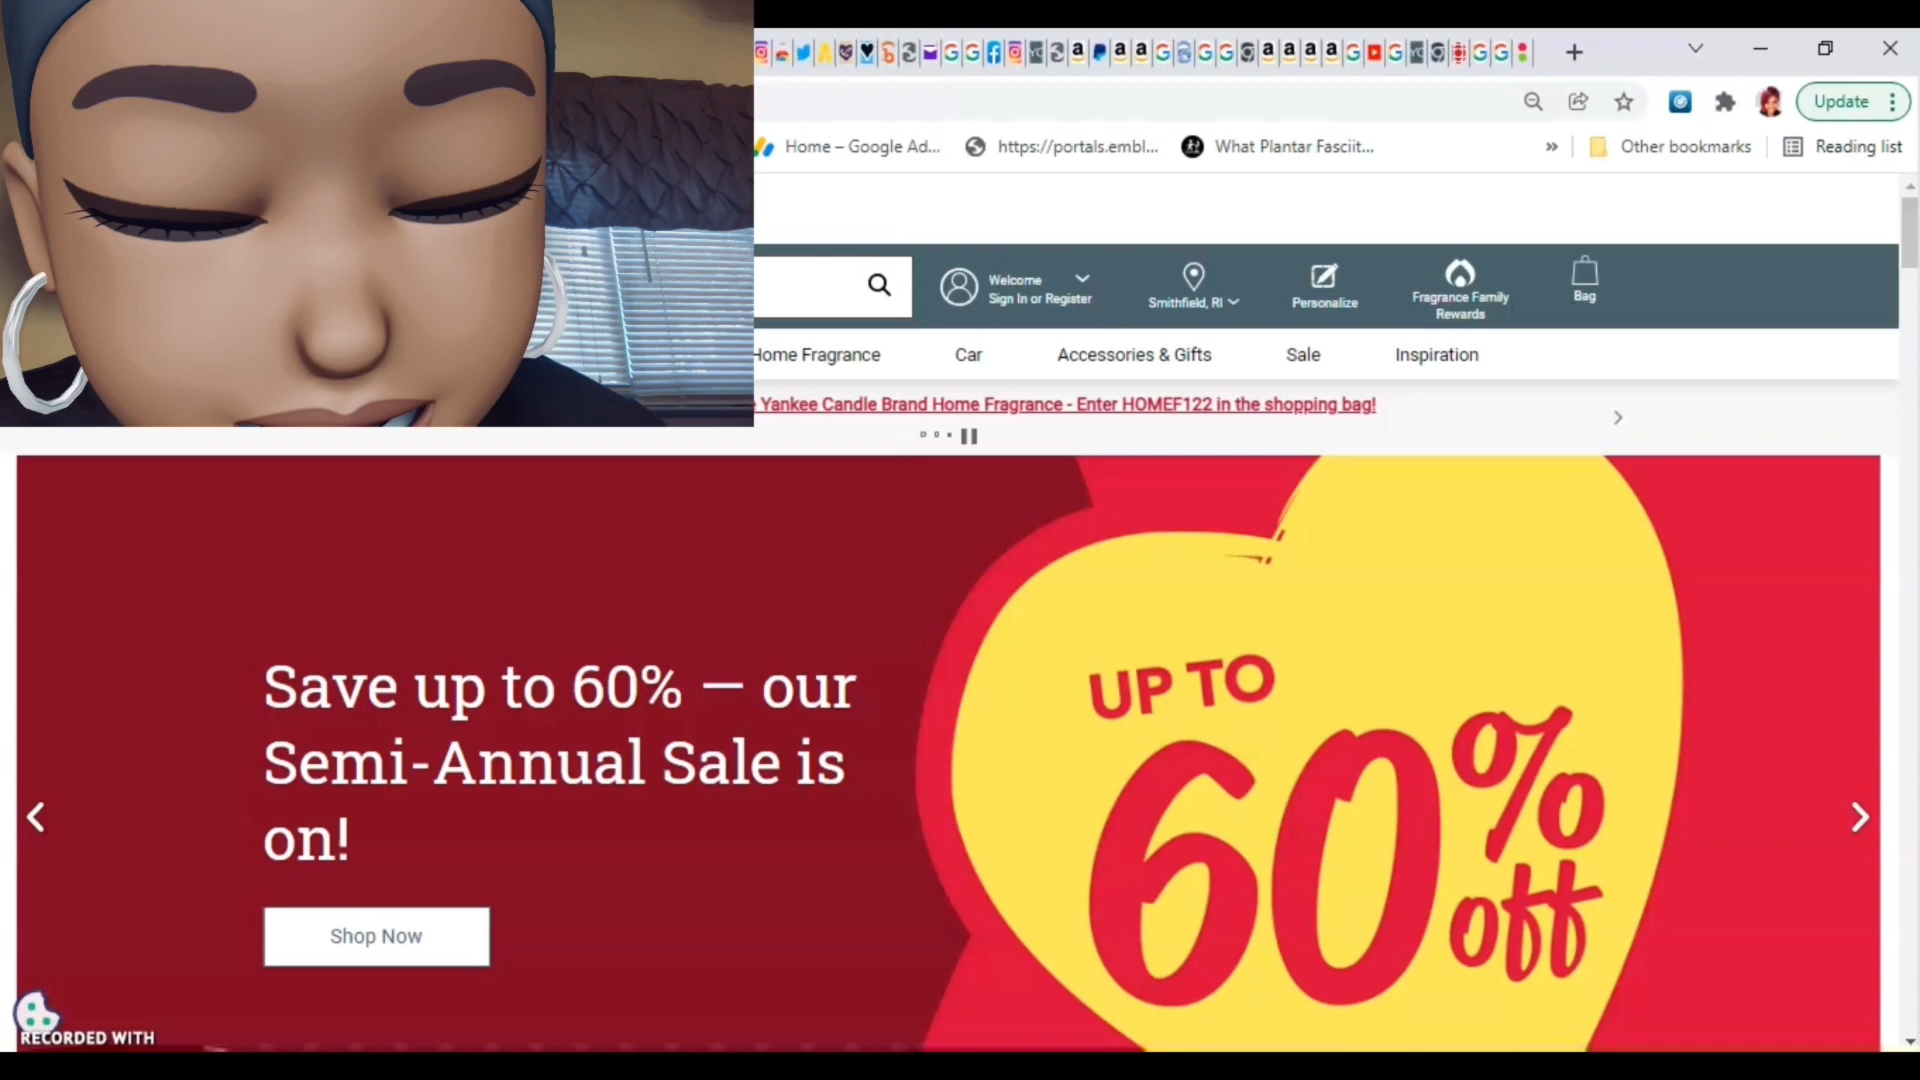 Update
Home – Google Ad...
https://portals.embl...
What Plantar Fasciit...
»
Other bookmarks
Reading list
Welcome
Sign In or Register
Smithfield, RI
Personalize
Fragrance Family
Rewards
Bag
Home Fragrance
Car
Accessories & Gifts
Sale
Inspiration
Yankee Candle Brand Home Fragrance - Enter HOMEF122 in the shopping bag!
Save up to 60% — our
Semi-Annual Sale is
on!
Shop Now
UP TO
60%
off
RECORDED WITH